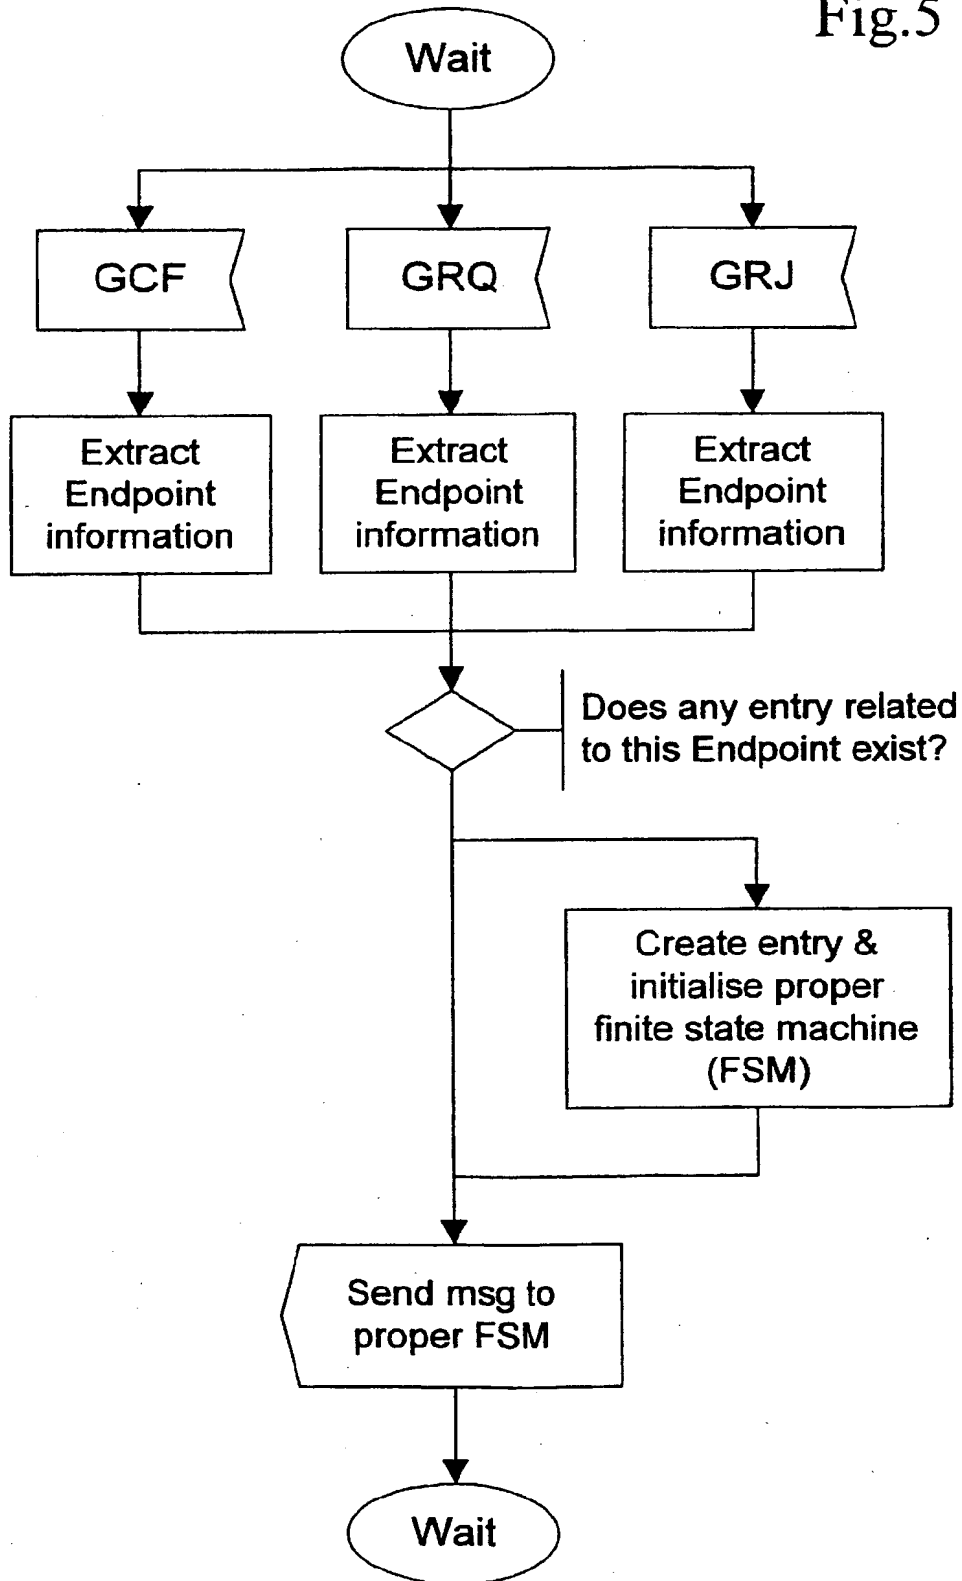 Fig.5
Wait
GCF
GRQ
GRJ
Extract
Endpoint
information
Extract
Endpoint
information
Extract
Endpoint
information
Does any entry related
to this Endpoint exist?
Create entry &
initialise proper
finite state machine
(FSM)
Send msg to
proper FSM
Wait